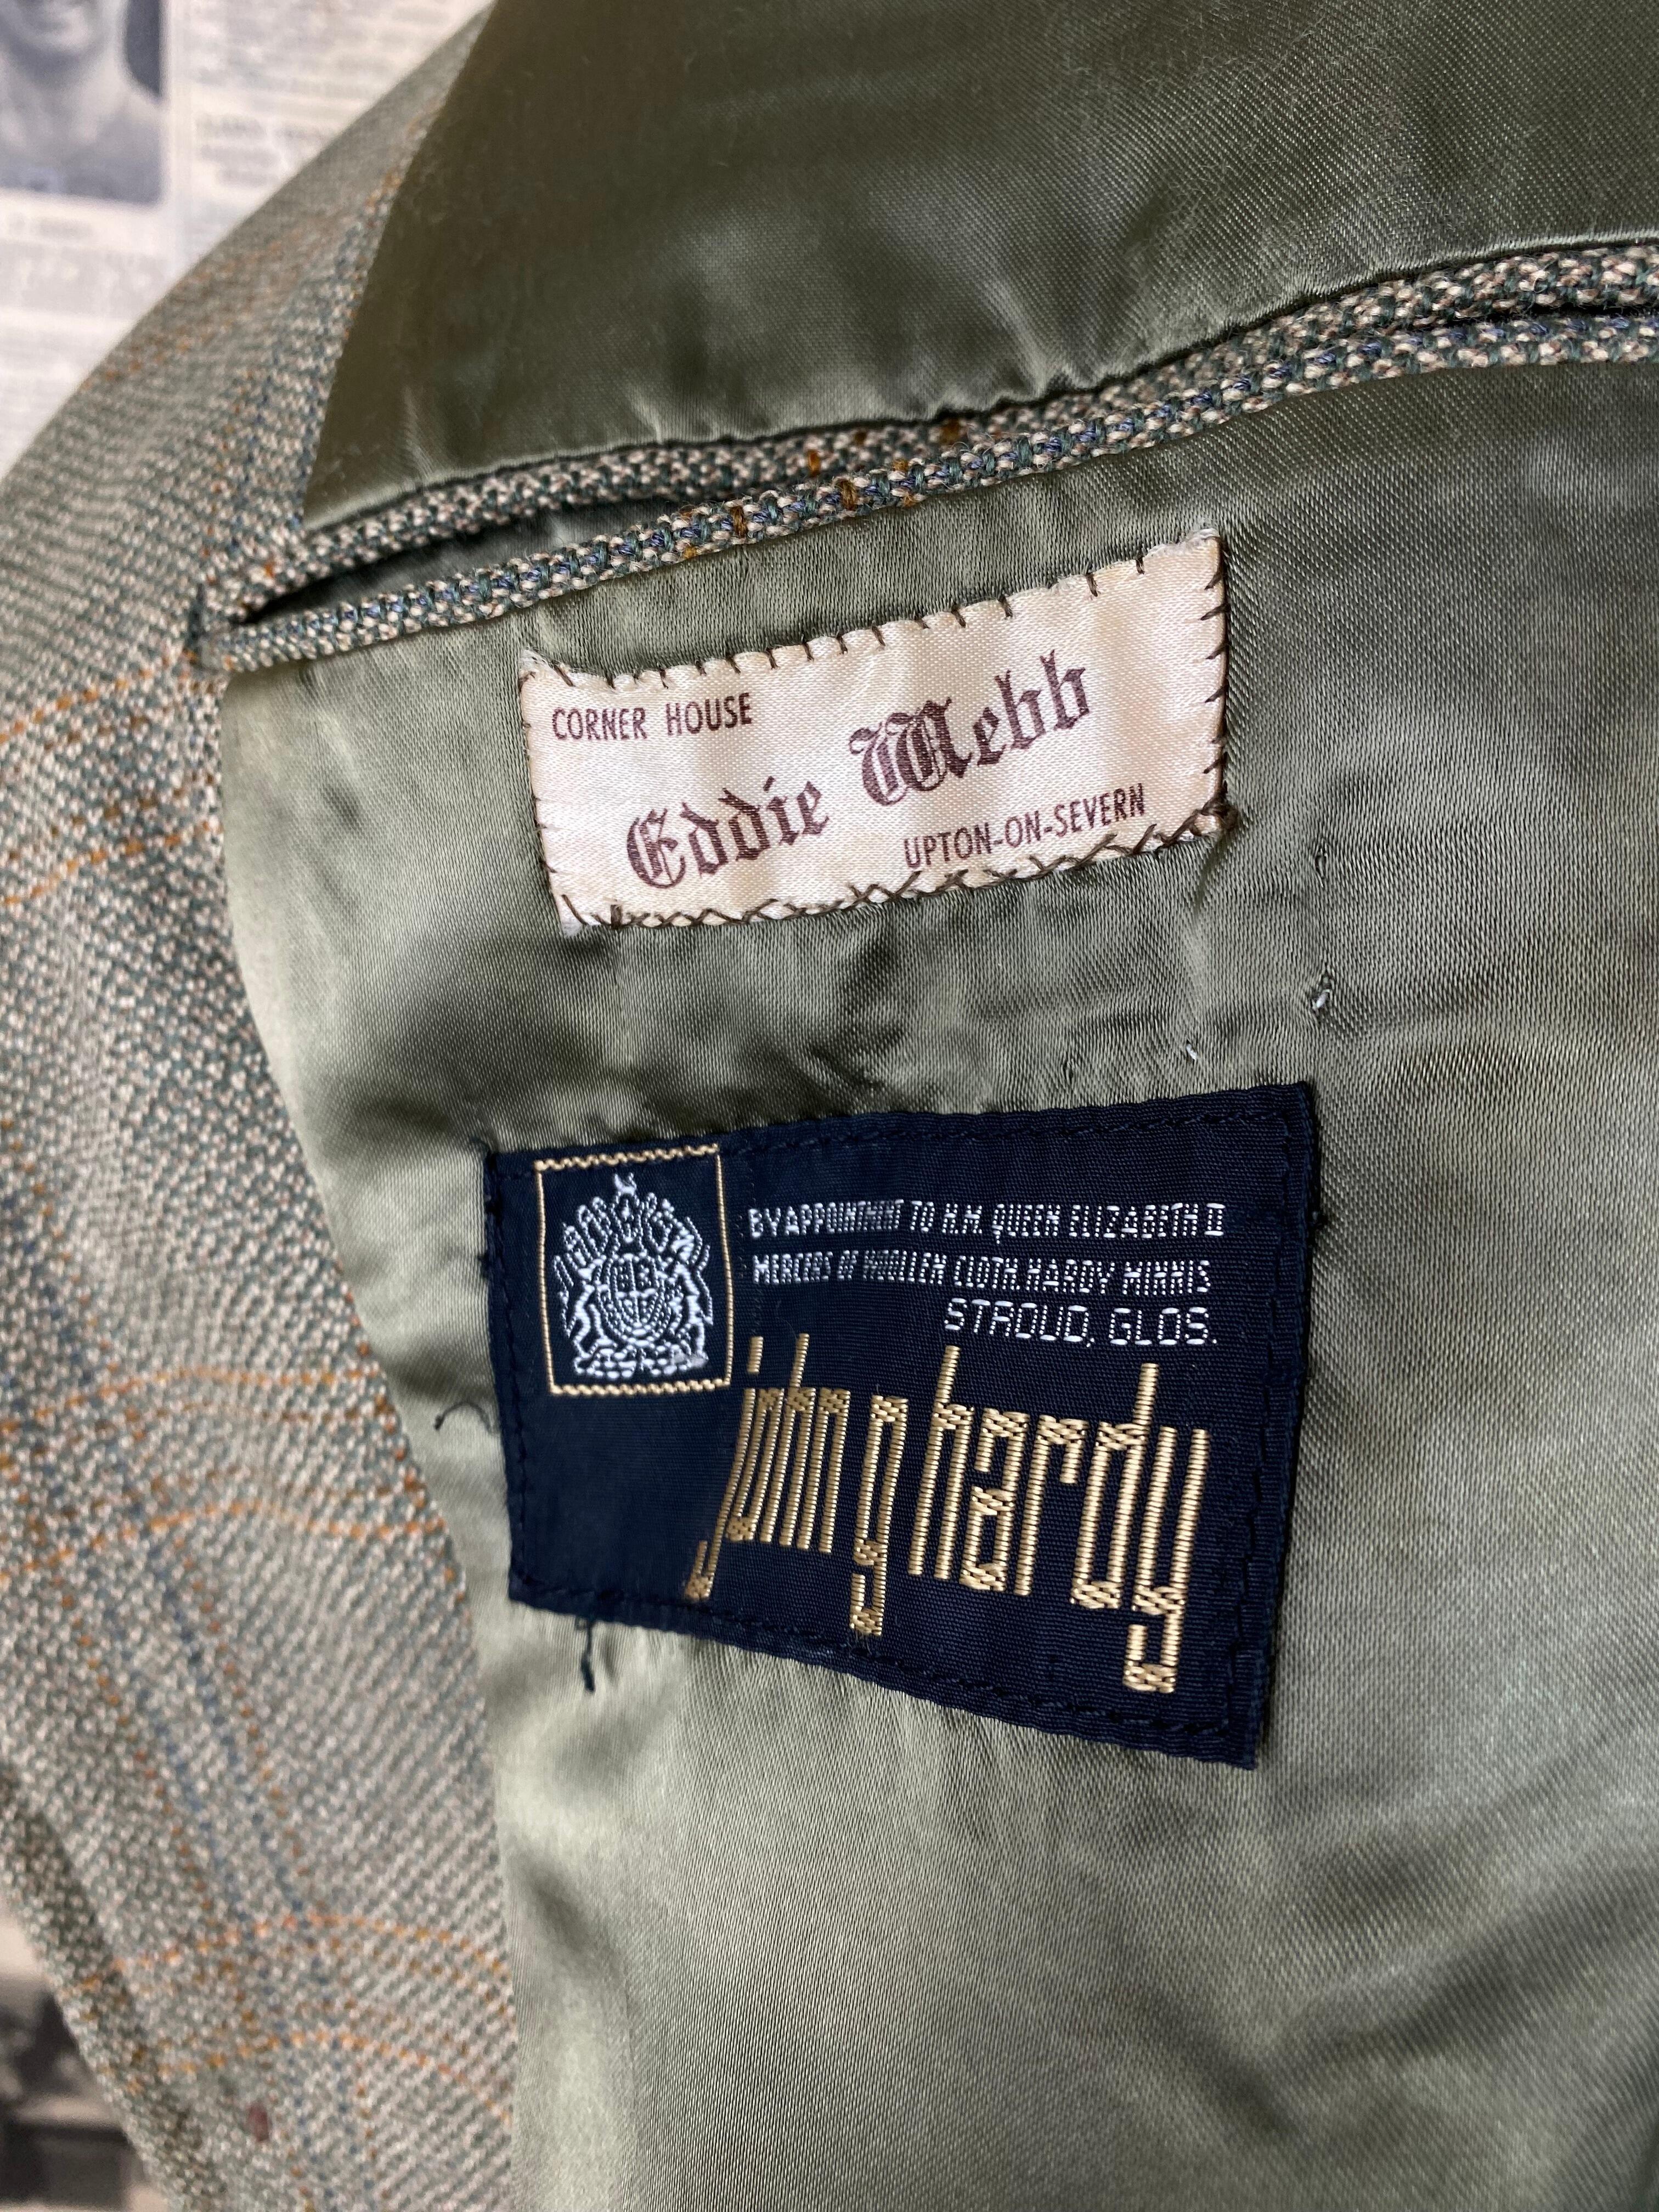 CORNER HOUSE
Eddie Webb
UPTON-ON-SEVERN
BY APPOINTMENT TO H.M. QUEEN ELIZABETH II
MERCERS OF WOOLLEN CLOTH HARDY MINNIS
STROUD, GLOS.
john g hardy